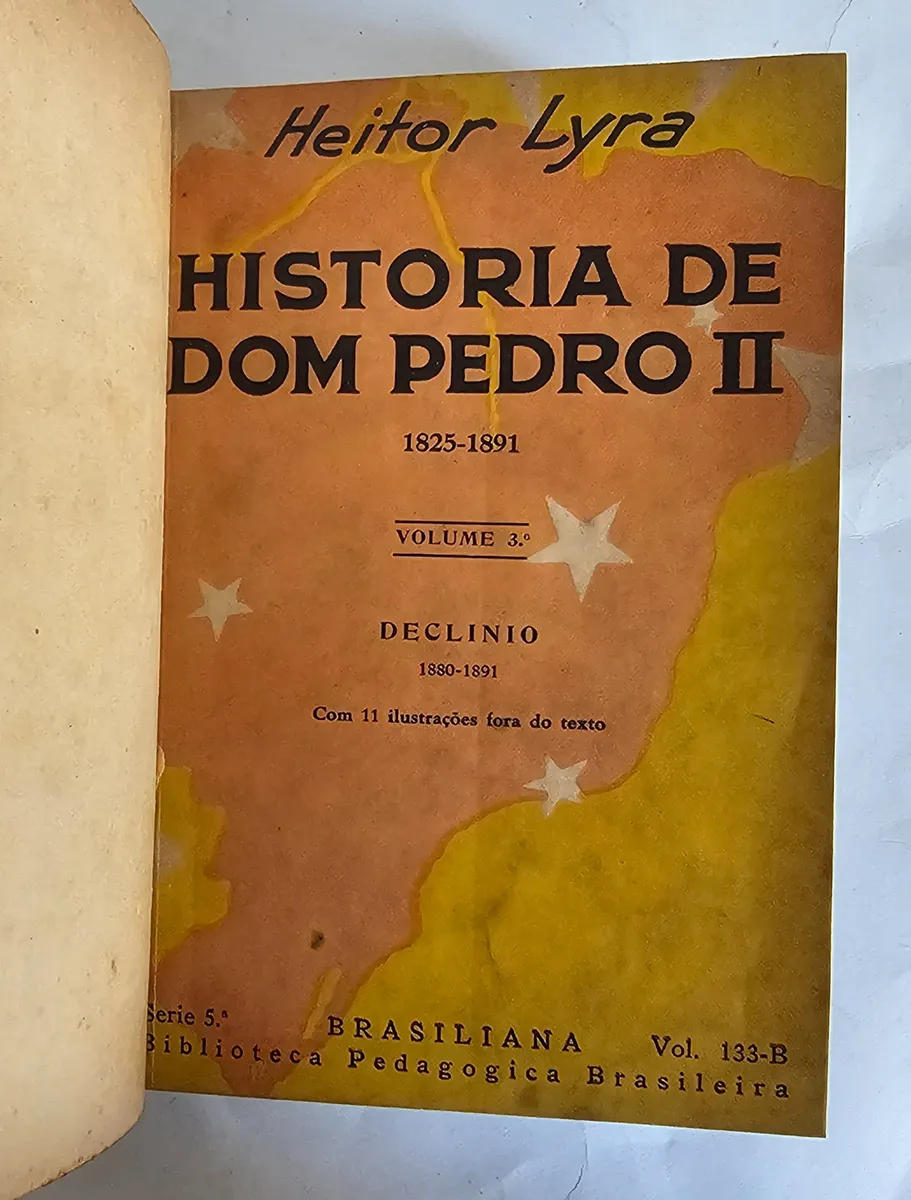 Heitor Lyra
HISTORIA DE
DOM PEDRO II
1825-1891
VOLUME 3.º
DECLINIO
1880-1891
Com 11 ilustrações fora do texto
Serie 5.ª BRASILIANA Vol. 133-B
Biblioteca Pedagogica Brasileira